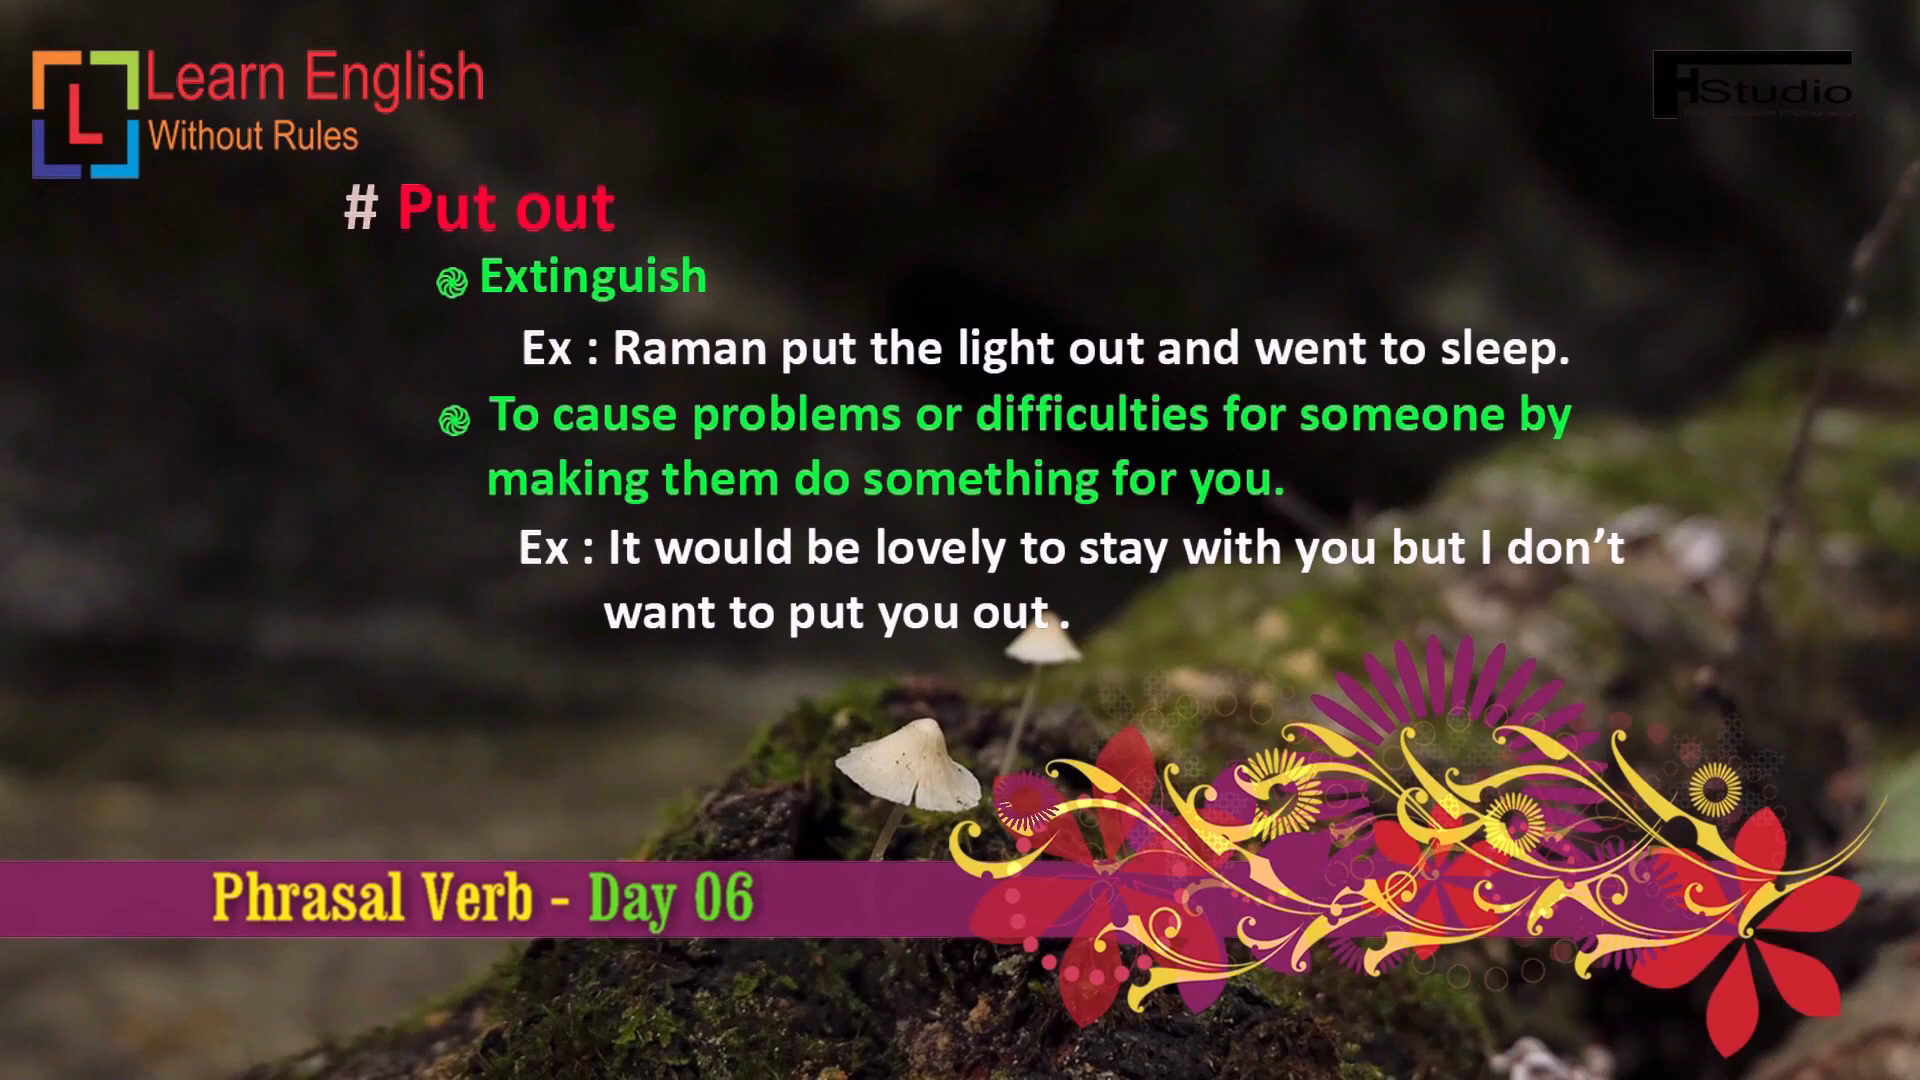 Learn English
Without Rules
L
HStudio
# Put out
Extinguish
Ex : Raman put the light out and went to sleep.
To cause problems or difficulties for someone by
making them do something for you.
Ex : It would be lovely to stay with you but I don’t
want to put you out .
Phrasal Verb - Day 06